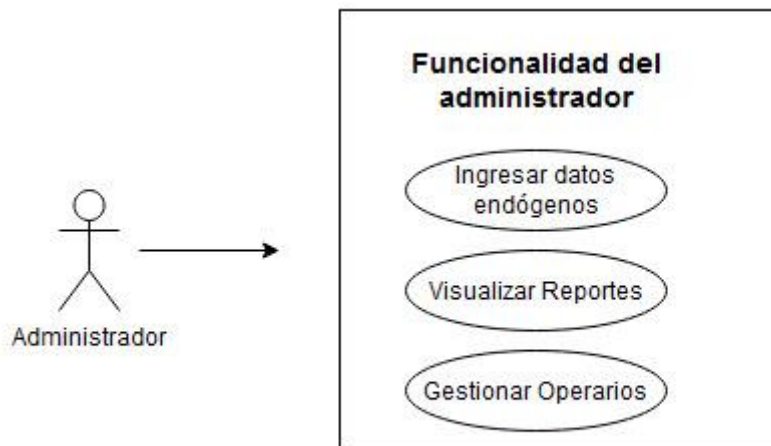 Funcionalidad del
administrador
Ingresar datos
endógenos
Visualizar Reportes
Gestionar Operarios
Administrador